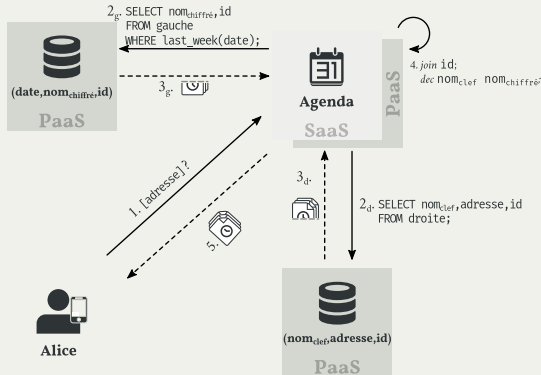 2g. SELECT nomchiffré,id
FROM gauche
WHERE last_week(date);
(date,nomchiffré,id)
PaaS
3g.
31
Agenda
SaaS
PaaS
4. join id;
dec nomclef nomchiffré.
1. [adresse]?
5.
3d.
2d. SELECT nomclef,adresse,id
FROM droite;
Alice
(nomclef,adresse,id)
PaaS